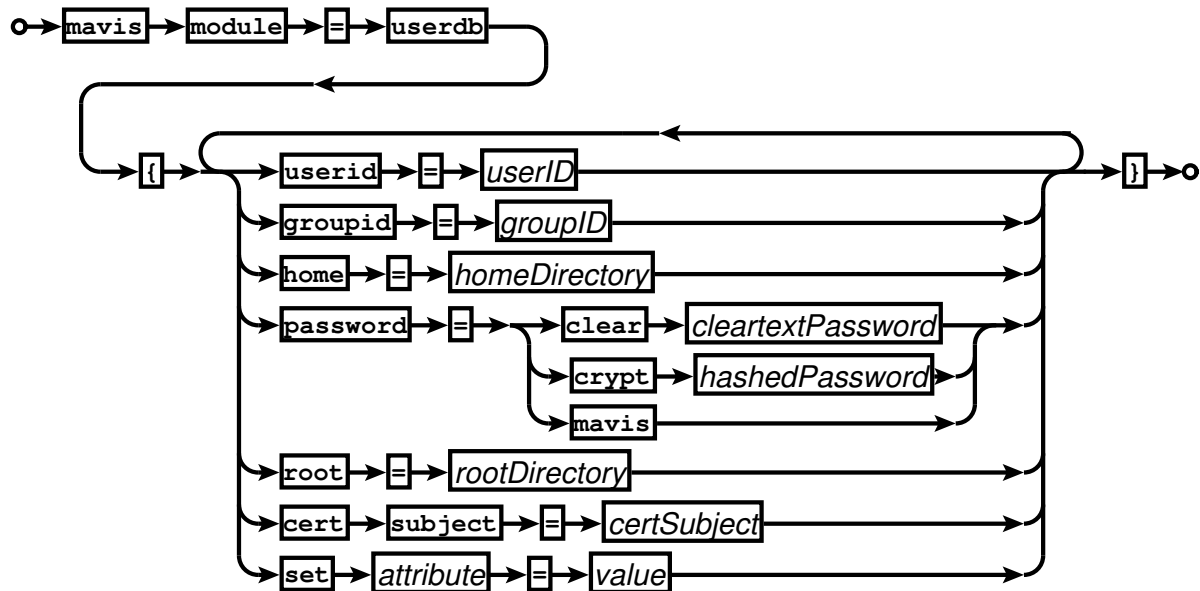 mavis module = userdb
{ userid = userID }
groupid = groupID
home = homeDirectory
password = clear cleartextPassword
crypt hashedPassword
mavis
root = rootDirectory
cert subject = certSubject
set attribute = value